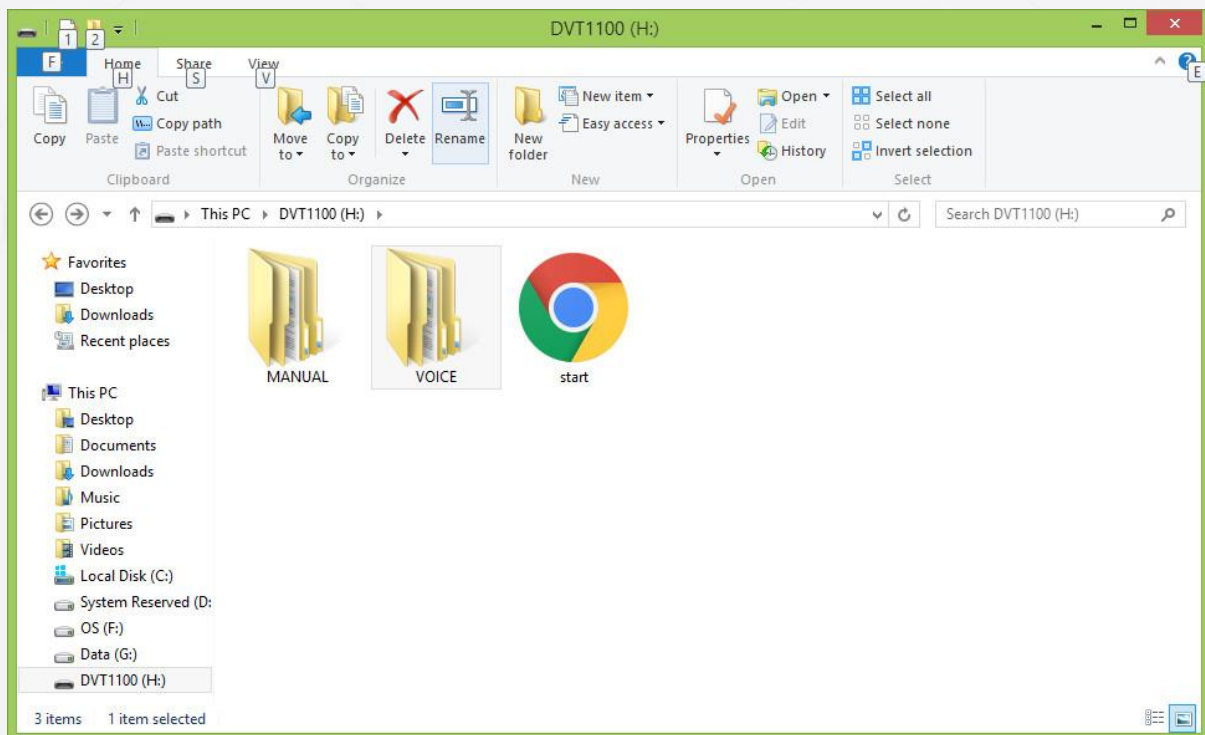 DVT1100 (H:)
1 2
F Home Share View
H S V E
Copy
Paste
Cut
Copy path
Paste shortcut
Clipboard
Move to
Copy to
Delete
Rename
Organize
New folder
New item
Easy access
New
Properties
Open
Edit
History
Open
Select all
Select none
Invert selection
Select
This PC DVT1100 (H:)
Search DVT1100 (H:)
Favorites
Desktop
Downloads
Recent places
This PC
Desktop
Documents
Downloads
Music
Pictures
Videos
Local Disk (C:)
System Reserved (D:
OS (F:)
Data (G:)
DVT1100 (H:)
MANUAL
VOICE
start
3 items 1 item selected